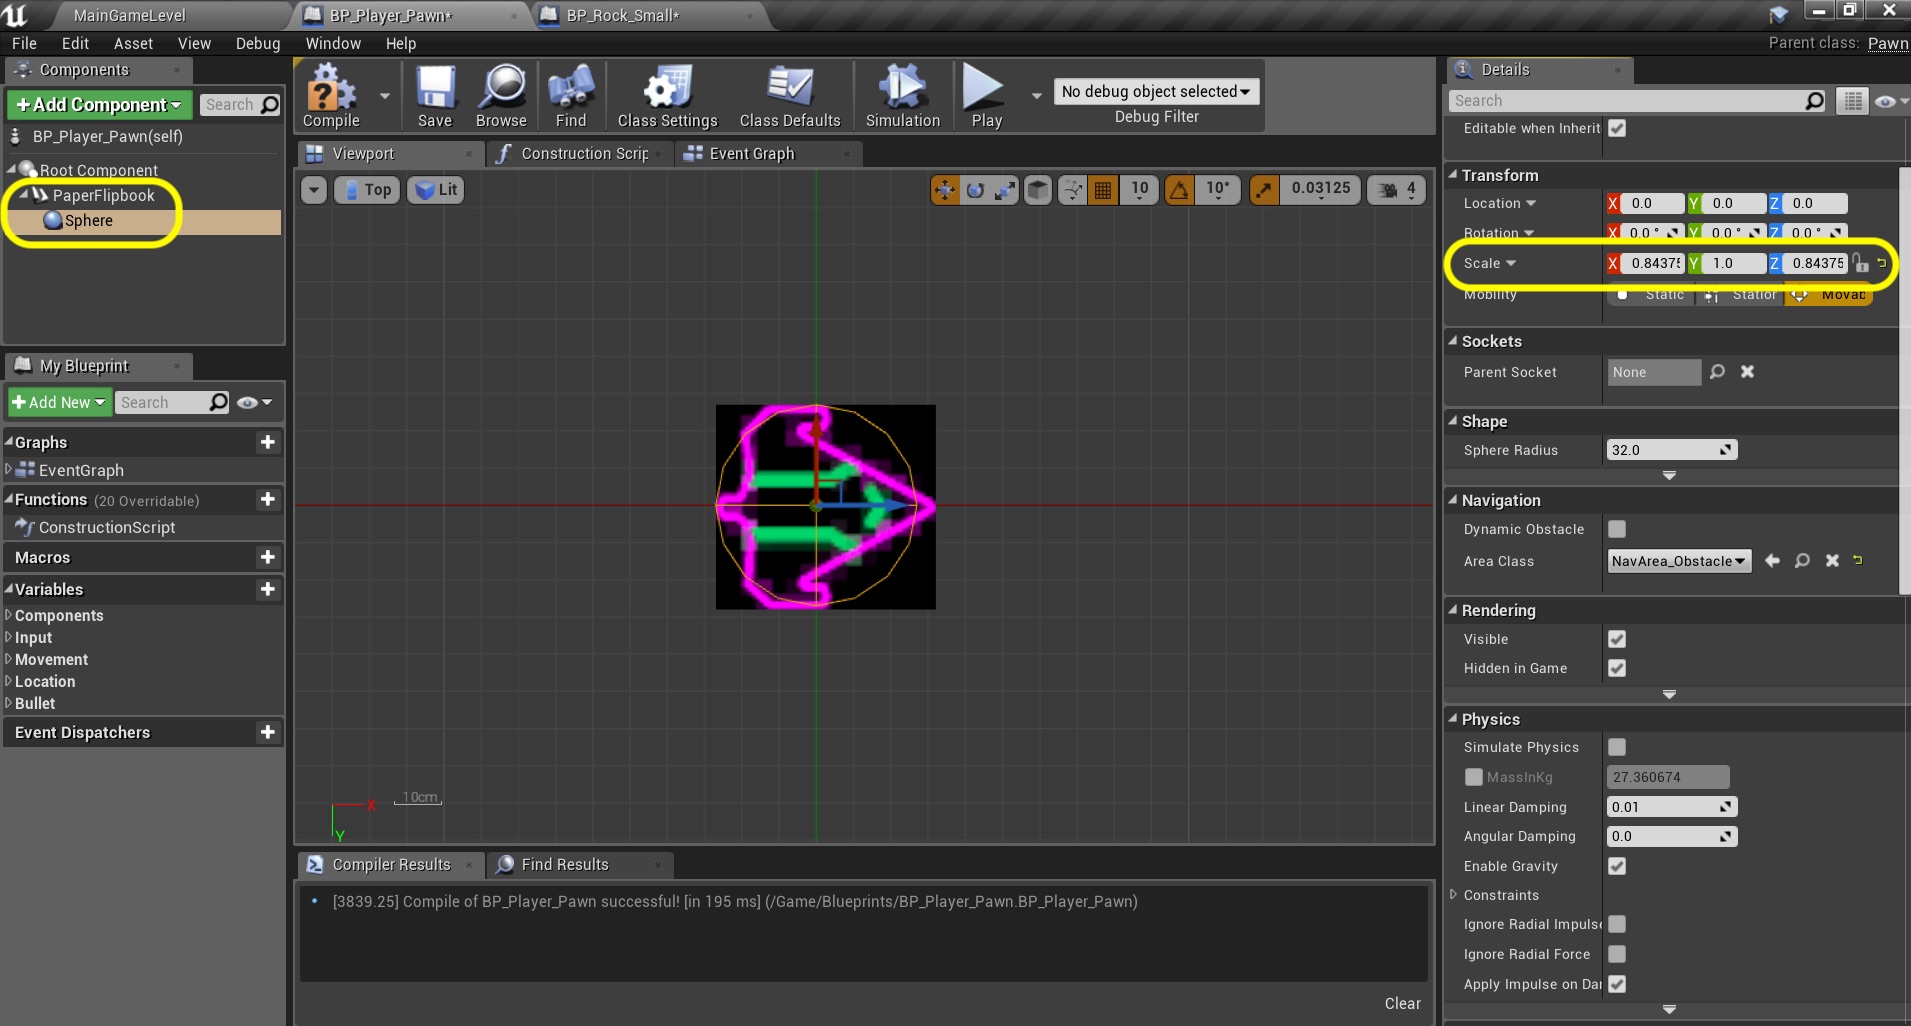 MainGameLevel
BP_Player_Pawn*
BP_Rock_Small*
File Edit Asset View Debug Window Help
Parent class: Pawn
Components
+Add Component
Search
BP_Player_Pawn(self)
Root Component
PaperFlipbook
Sphere
My Blueprint
+Add New
Search
Graphs
EventGraph
Functions (20 Overridable)
ConstructionScript
Macros
Variables
Components
Input
Movement
Location
Bullet
Event Dispatchers
Compile
Save
Browse
Find
Class Settings
Class Defaults
Simulation
Play
No debug object selected
Debug Filter
Viewport
Construction Scrip
Event Graph
Top
Lit
10
10°
0.03125
4
10cm
X
Y
Compiler Results
Find Results
[3839.25] Compile of BP_Player_Pawn successful! [in 195 ms] (/Game/Blueprints/BP_Player_Pawn.BP_Player_Pawn)
Clear
Details
Search
Editable when Inherit
Transform
Location X 0.0 Y 0.0 Z 0.0
Rotation X 0.0 ° Y 0.0 ° Z 0.0 °
Scale X 0.84375 Y 1.0 Z 0.84375
Mobility Static Station Movab
Sockets
Parent Socket None
Shape
Sphere Radius 32.0
Navigation
Dynamic Obstacle
Area Class NavArea_Obstacle
Rendering
Visible
Hidden in Game
Physics
Simulate Physics
MassInKg 27.360674
Linear Damping 0.01
Angular Damping 0.0
Enable Gravity
Constraints
Ignore Radial Impulse
Ignore Radial Force
Apply Impulse on Dar